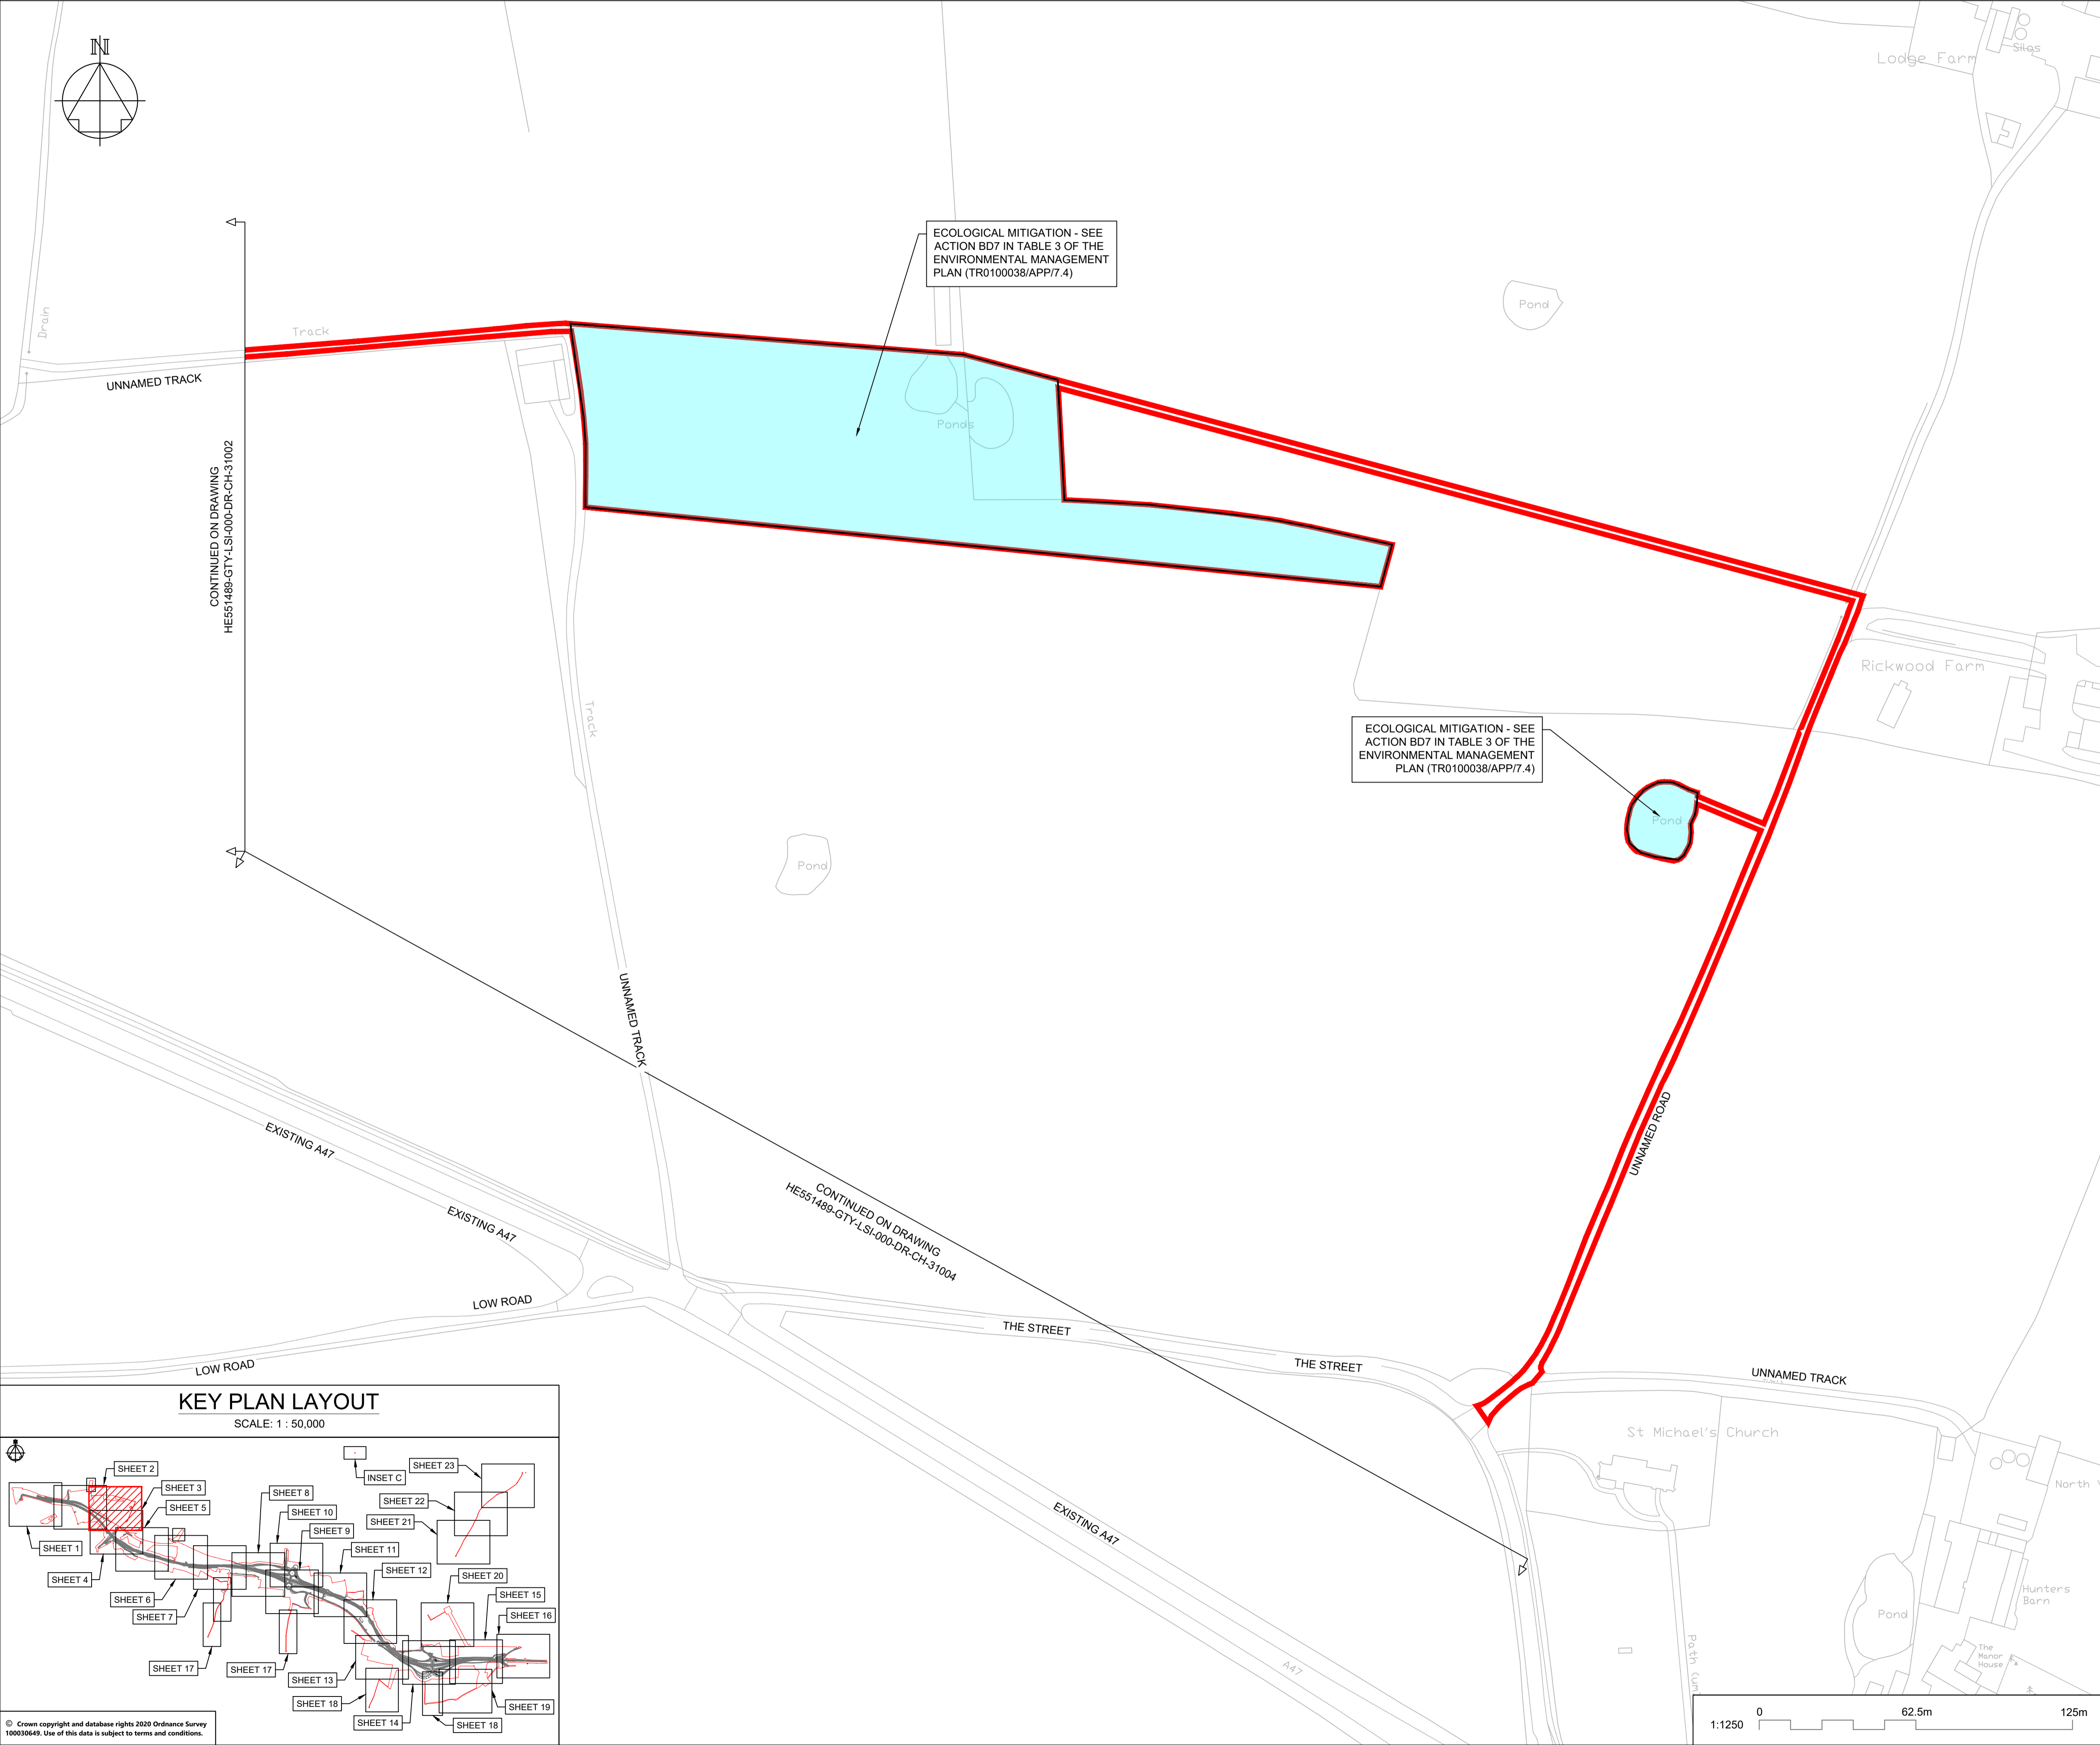 N
Lodge Farm
Silos
ECOLOGICAL MITIGATION - SEE
ACTION BD7 IN TABLE 3 OF THE
ENVIRONMENTAL MANAGEMENT
PLAN (TR0100038/APP/7.4)
Drain
Track
UNNAMED TRACK
Pond
Ponds
CONTINUED ON DRAWING
HE551489-GTY-LSI-000-DR-CH-31002
Rickwood Farm
Track
ECOLOGICAL MITIGATION - SEE
ACTION BD7 IN TABLE 3 OF THE
ENVIRONMENTAL MANAGEMENT
PLAN (TR0100038/APP/7.4)
Pond
Pond
UNNAMED TRACK
UNNAMED ROAD
EXISTING A47
EXISTING A47
CONTINUED ON DRAWING
HE551489-GTY-LSI-000-DR-CH-31004
LOW ROAD
THE STREET
THE STREET
LOW ROAD
UNNAMED TRACK
St Michael's Church
North
EXISTING A47
Hunters
Barn
Pond
The
Manor
House
A47
Path (um
KEY PLAN LAYOUT
SCALE: 1 : 50,000
SHEET 2
SHEET 3
SHEET 5
SHEET 1
SHEET 4
SHEET 6
SHEET 7
SHEET 17
SHEET 8
SHEET 10
SHEET 9
SHEET 11
SHEET 12
SHEET 17
SHEET 13
SHEET 18
SHEET 14
INSET C
SHEET 23
SHEET 22
SHEET 21
SHEET 20
SHEET 15
SHEET 16
SHEET 19
SHEET 18
© Crown copyright and database rights 2020 Ordnance Survey
100030649. Use of this data is subject to terms and conditions.
1:1250
0
62.5m
125m